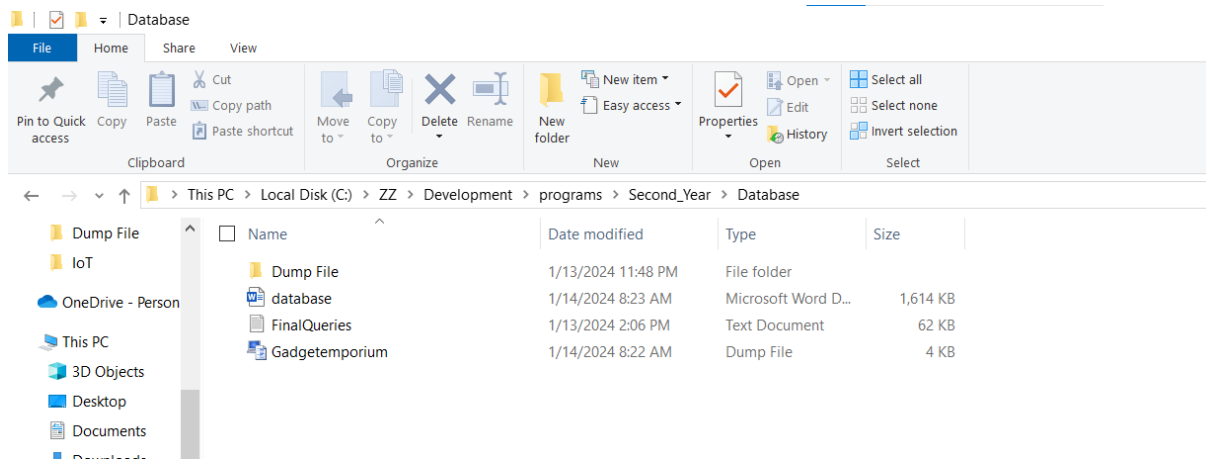 Database
File Home Share View
Pin to Quick access
Copy
Paste
Cut
Copy path
Paste shortcut
Clipboard
Move to
Copy to
Delete
Rename
Organize
New folder
New item
Easy access
New
Properties
Open
Edit
History
Open
Select all
Select none
Invert selection
Select
This PC > Local Disk (C:) > ZZ > Development > programs > Second_Year > Database
Dump File
IoT
OneDrive - Person
This PC
3D Objects
Desktop
Documents
Name Date modified Type Size
Dump File 1/13/2024 11:48 PM File folder
database 1/14/2024 8:23 AM Microsoft Word D... 1,614 KB
FinalQueries 1/13/2024 2:06 PM Text Document 62 KB
Gadgetemporium 1/14/2024 8:22 AM Dump File 4 KB